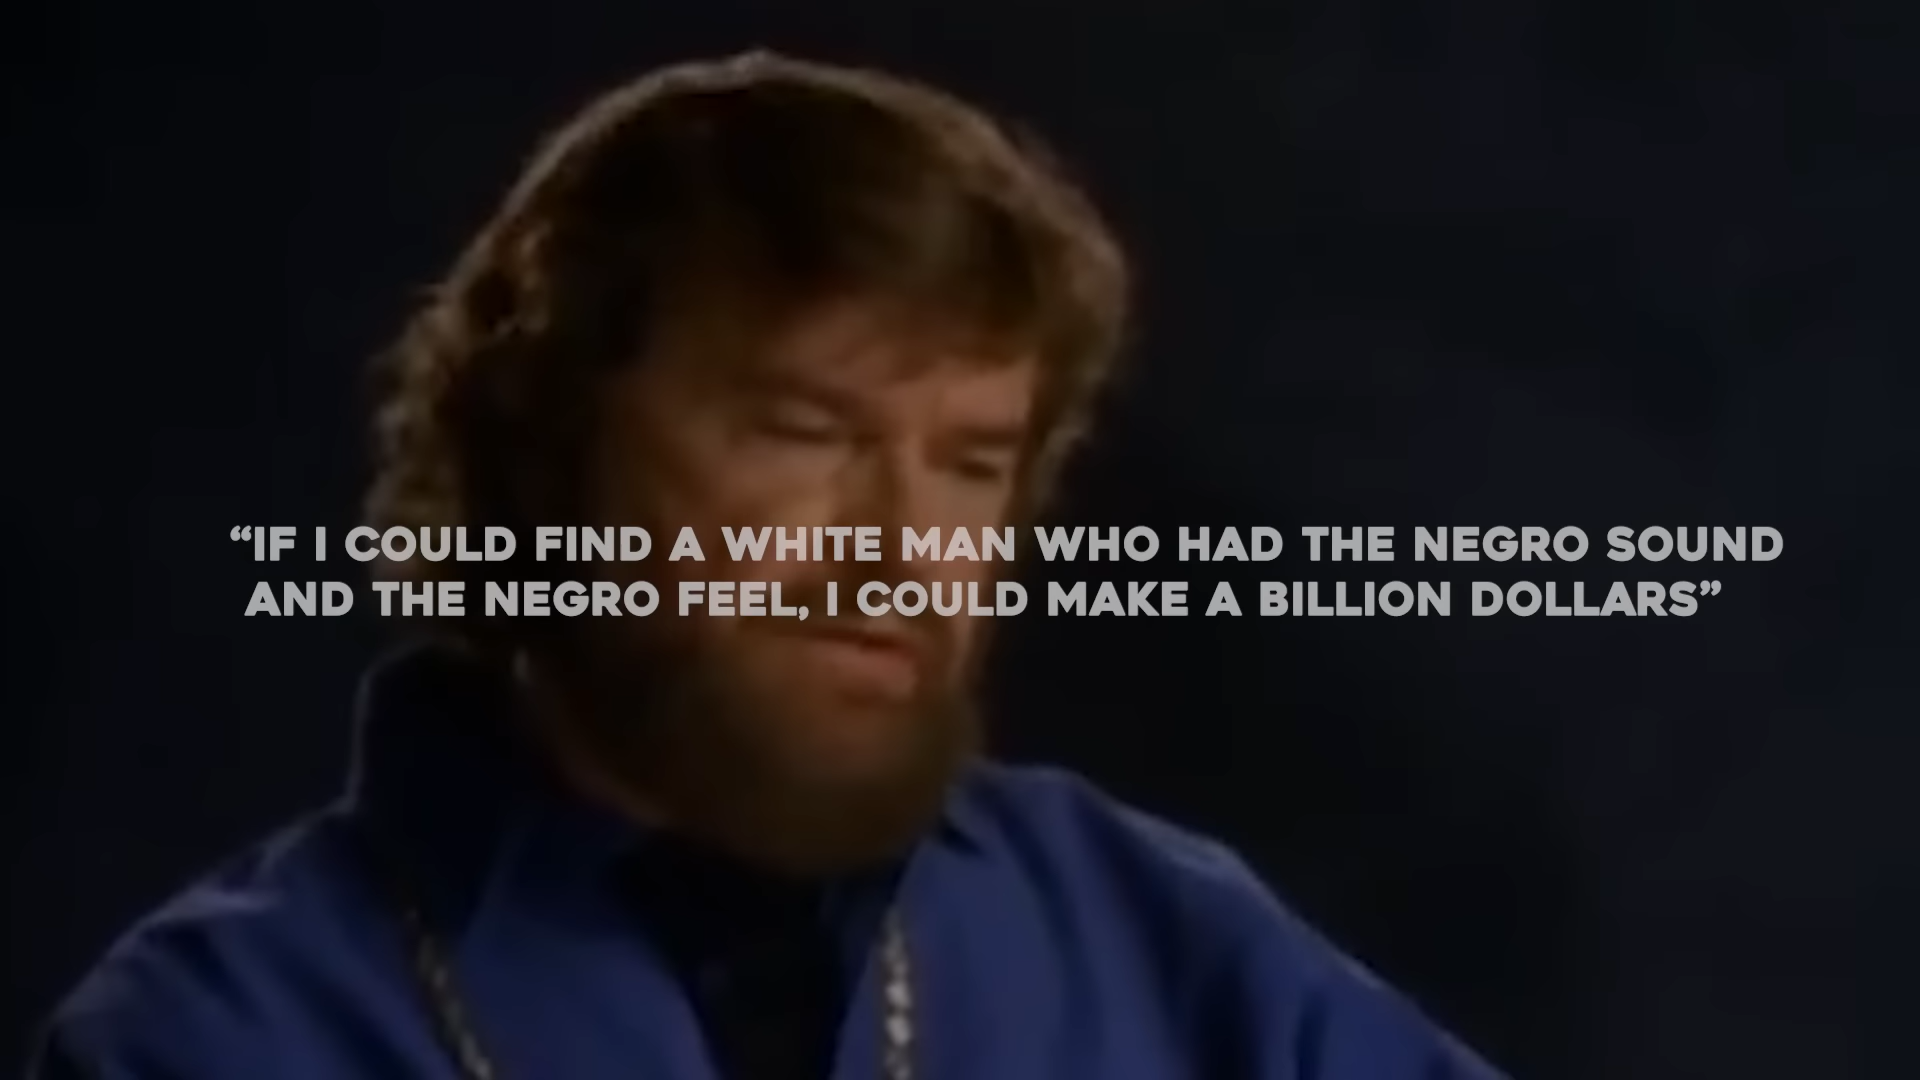 “IF I COULD FIND A WHITE MAN WHO HAD THE NEGRO SOUND
AND THE NEGRO FEEL, I COULD MAKE A BILLION DOLLARS”